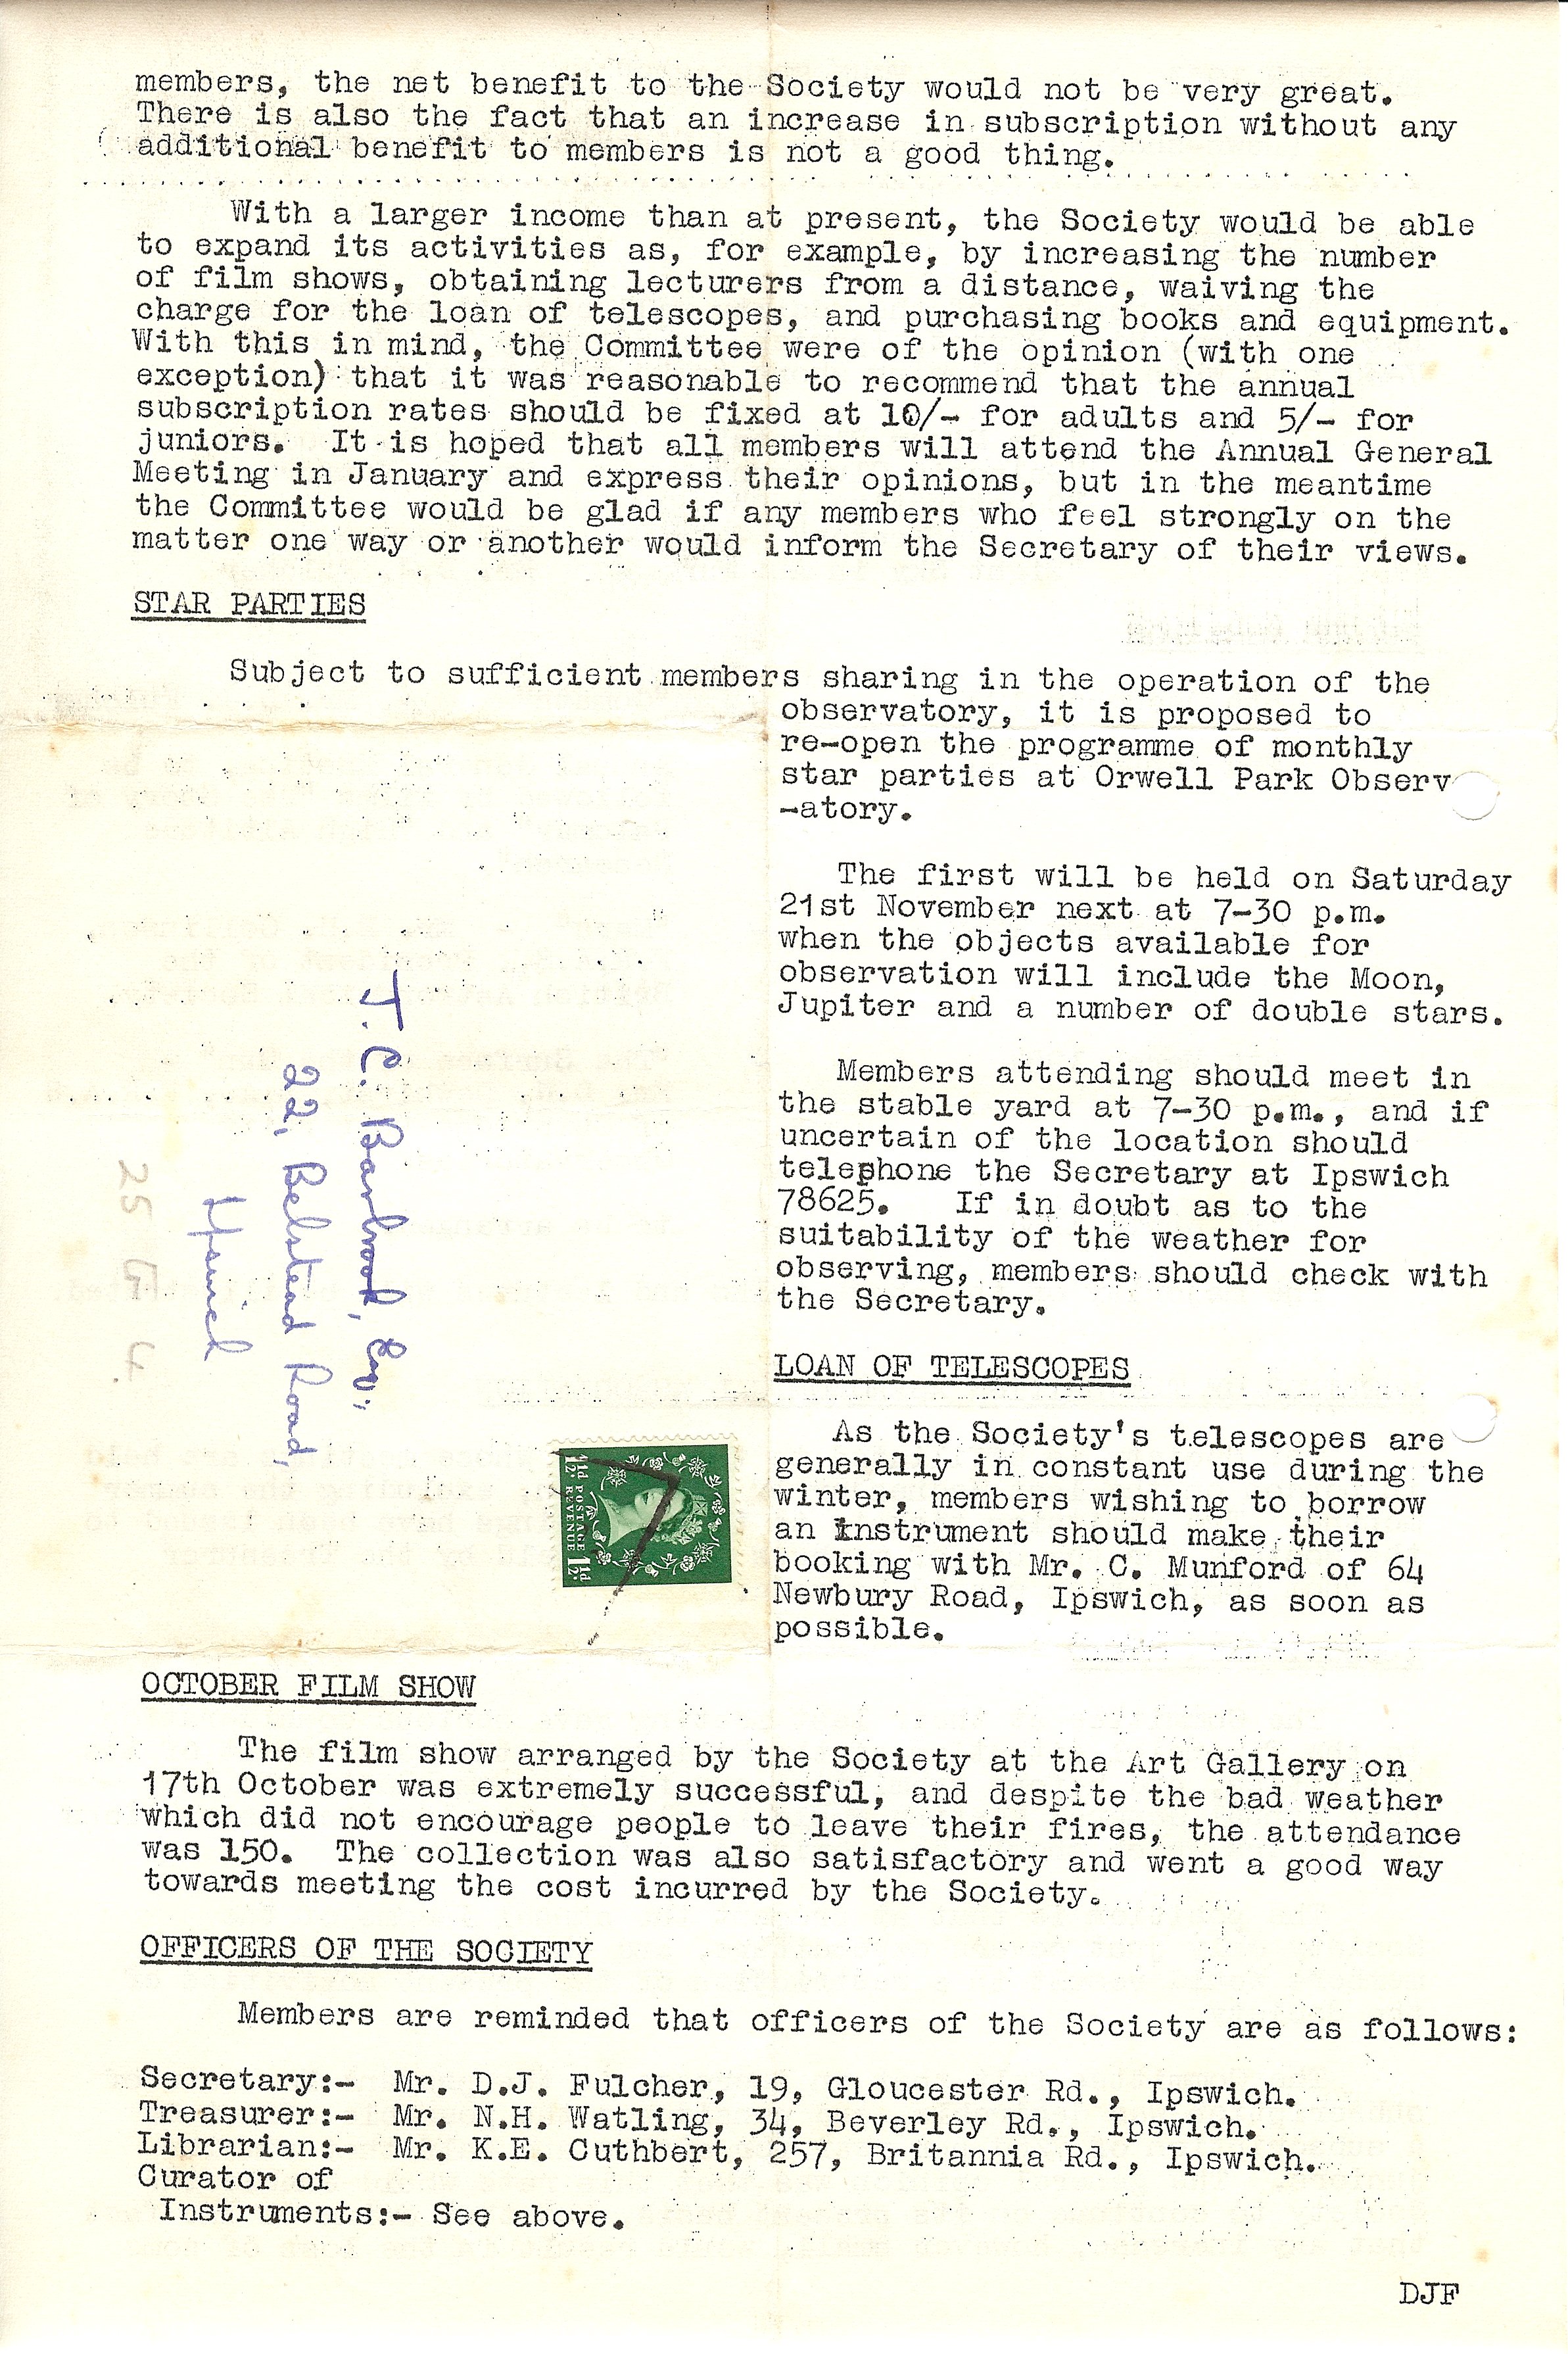 members, the net benefit to the Society would not be very great.
There is also the fact that an increase in subscription without any
additional benefit to members is not a good thing.
With a larger income than at present, the Society would be able
to expand its activities as, for example, by increasing the number
of film shows, obtaining lecturers from a distance, waiving the
charge for the loan of telescopes, and purchasing books and equipment.
With this in mind, the Committee were of the opinion (with one
exception) that it was reasonable to recommend that the annual
subscription rates should be fixed at 10/- for adults and 5/- for
juniors. It is hoped that all members will attend the Annual General
Meeting in January and express their opinions, but in the meantime
the Committee would be glad if any members who feel strongly on the
matter one way or another would inform the Secretary of their views.
STAR PARTIES
Subject to sufficient members sharing in the operation of the
observatory, it is proposed to
re-open the programme of monthly
star parties at Orwell Park Observ
-atory.
The first will be held on Saturday
21st November next at 7-30 p.m.
when the objects available for
observation will include the Moon,
Jupiter and a number of double stars.
Members attending should meet in
the stable yard at 7-30 p.m., and if
uncertain of the location should
telephone the Secretary at Ipswich
78625. If in doubt as to the
suitability of the weather for
observing, members should check with
the Secretary.
LOAN OF TELESCOPES
As the Society's telescopes are
generally in constant use during the
winter, members wishing to borrow
an instrument should make their
booking with Mr. C. Munford of 64
Newbury Road, Ipswich, as soon as
possible.
J. C. Barbrook, Esq.,
22, Belstead Road,
Ipswich
1½d POSTAGE 1½d
REVENUE
OCTOBER FILM SHOW
The film show arranged by the Society at the Art Gallery on
17th October was extremely successful, and despite the bad weather
which did not encourage people to leave their fires, the attendance
was 150. The collection was also satisfactory and went a good way
towards meeting the cost incurred by the Society.
OFFICERS OF THE SOCIETY
Members are reminded that officers of the Society are as follows:
Secretary:- Mr. D.J. Fulcher, 19, Gloucester Rd., Ipswich.
Treasurer:- Mr. N.H. Watling, 34, Beverley Rd., Ipswich.
Librarian:- Mr. K.E. Cuthbert, 257, Britannia Rd., Ipswich.
Curator of
Instruments:- See above.
DJF